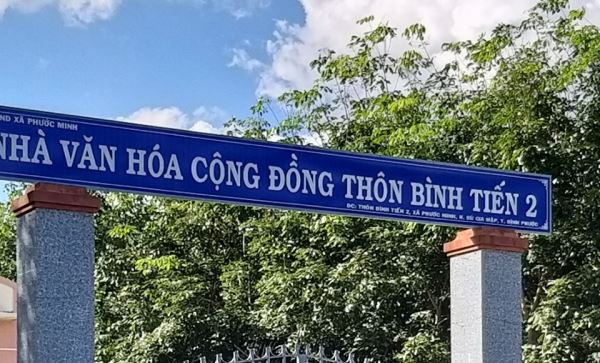 ND XÃ PHƯỚC MINH
NHÀ VĂN HÓA CỘNG ĐỒNG THÔN BÌNH TIẾN 2
ĐC: THÔN BÌNH TIẾN 2, XÃ PHƯỚC MINH, H. BÙ GIA MẬP, T. BÌNH PHƯỚC